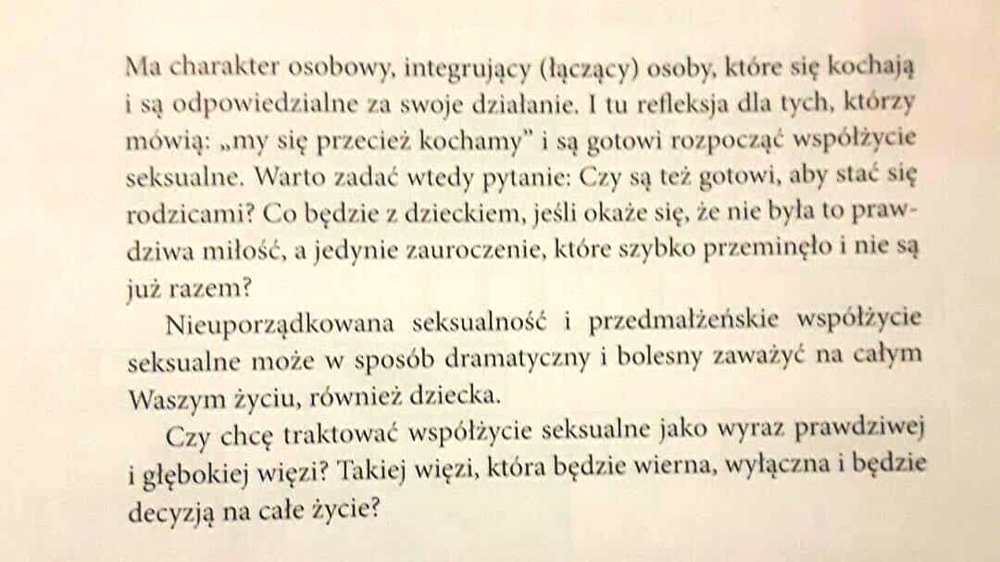 Ma charakter osobowy, integrujący (łączący) osoby, które się kochają
i są odpowiedzialne za swoje działanie. I tu refleksja dla tych, którzy
mówią: „my się przecież kochamy” i są gotowi rozpocząć współżycie
seksualne. Warto zadać wtedy pytanie: Czy są też gotowi, aby stać się
rodzicami? Co będzie z dzieckiem, jeśli okaże się, że nie była to praw-
dziwa miłość, a jedynie zauroczenie, które szybko przeminęło i nie są
już razem?
Nieuporządkowana seksualność i przedmałżeńskie współżycie
seksualne może w sposób dramatyczny i bolesny zaważyć na całym
Waszym życiu, również dziecka.
Czy chcę traktować współżycie seksualne jako wyraz prawdziwej
i głębokiej więzi? Takiej więzi, która będzie wierna, wyłączna i będzie
decyzją na całe życie?